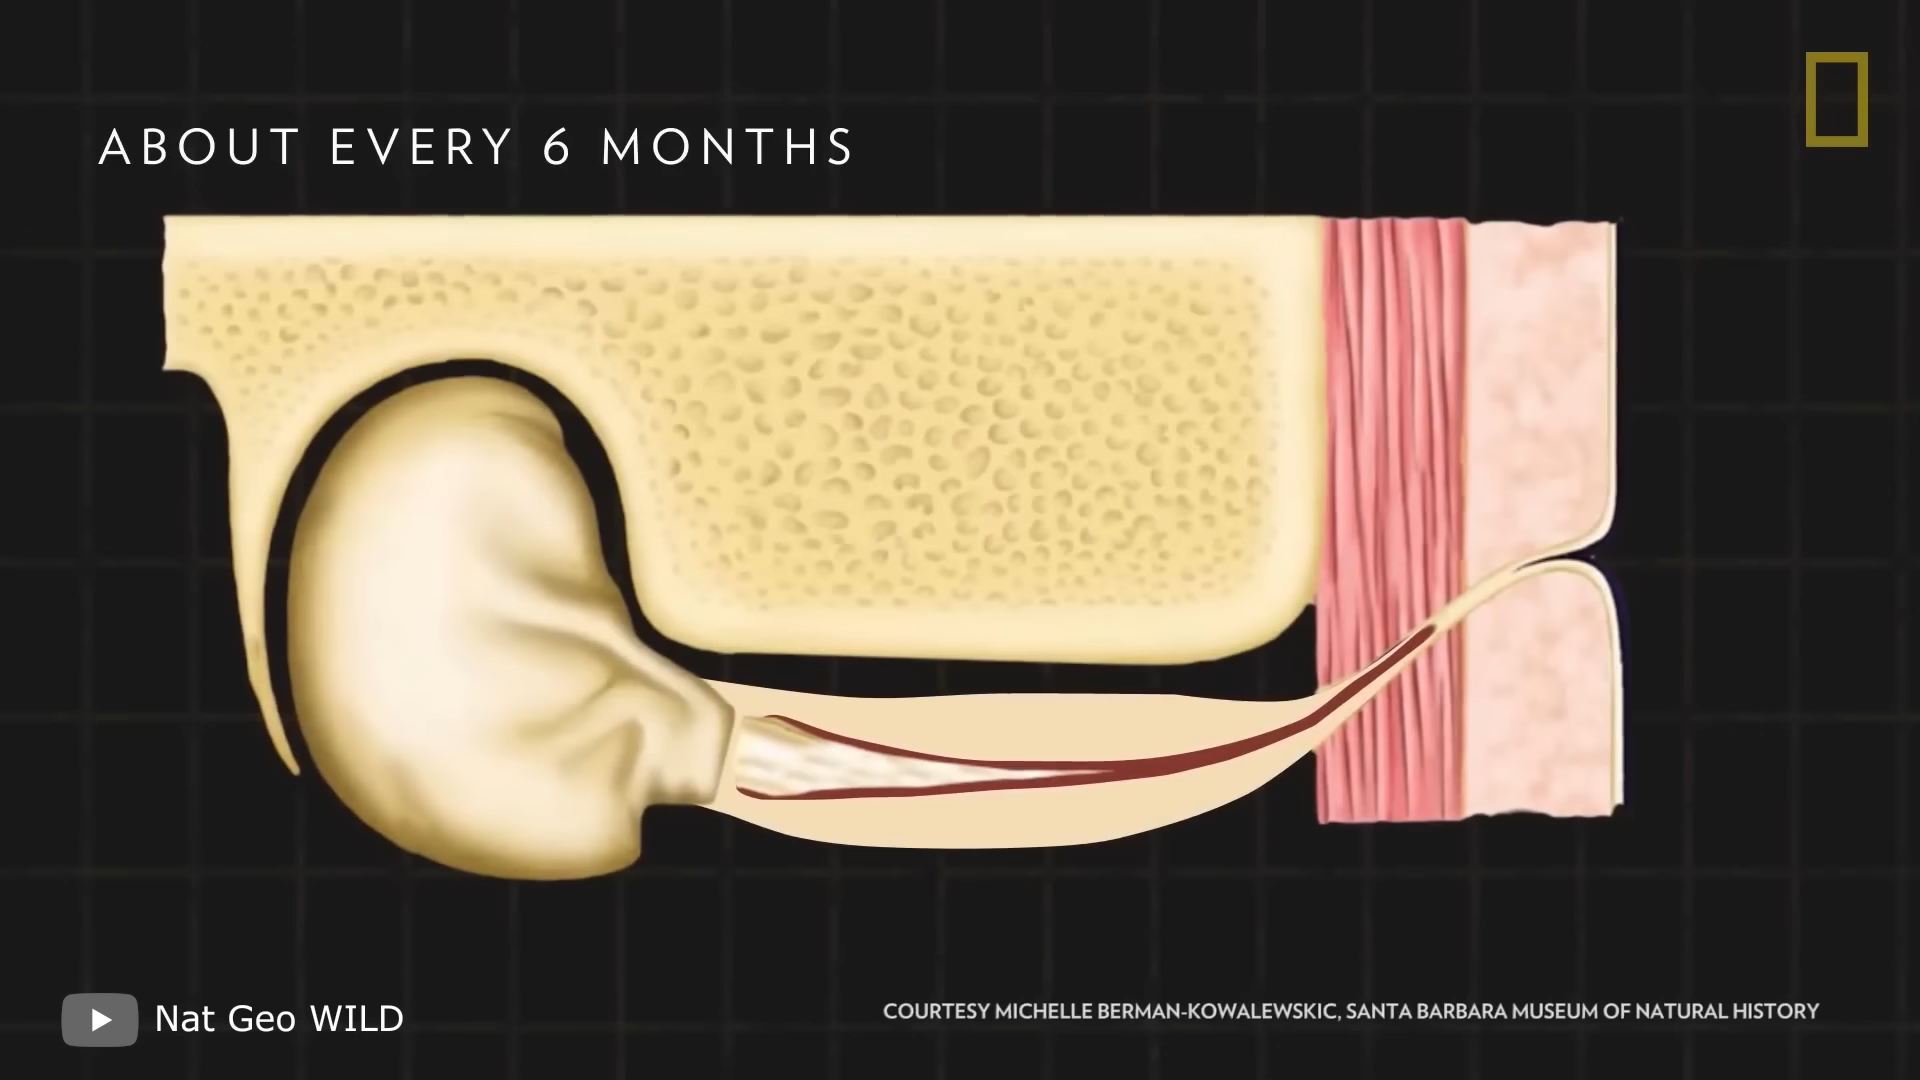 ABOUT EVERY 6 MONTHS
Nat Geo WILD
COURTESY MICHELLE BERMAN-KOWALEWSKIC, SANTA BARBARA MUSEUM OF NATURAL HISTORY